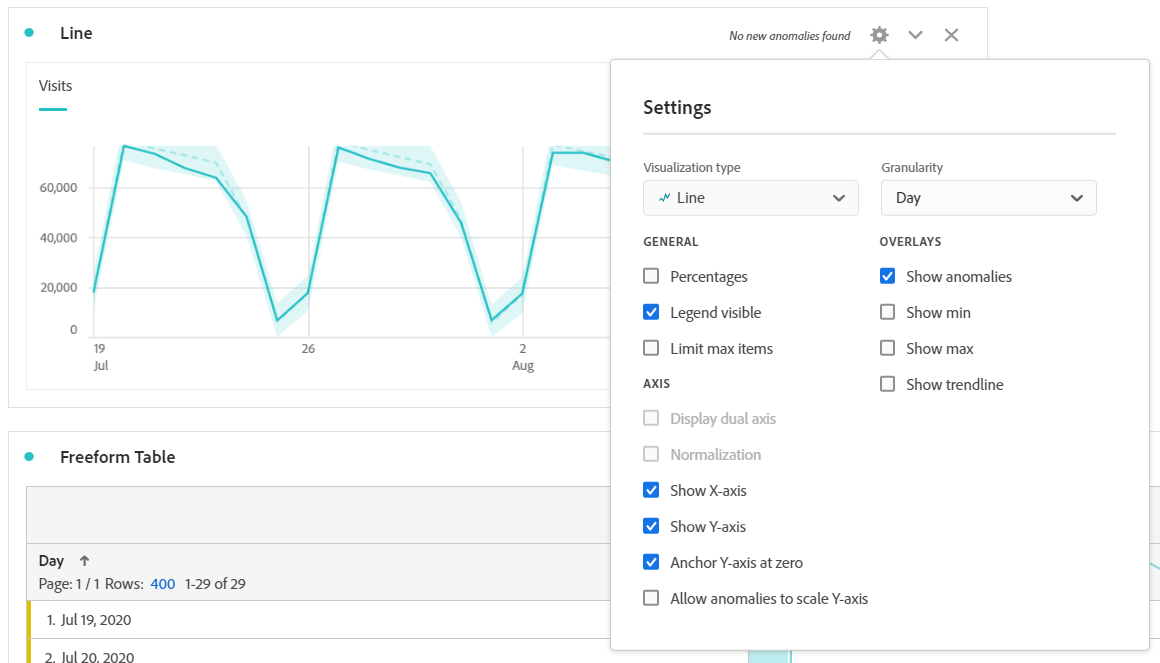 Line
No new anomalies found
Visits
60,000
40,000
20,000
0
19
Jul
26
2
Aug
Settings
Visualization type
Granularity
Line
Day
GENERAL
OVERLAYS
Percentages
Show anomalies
Legend visible
Show min
Limit max items
Show max
AXIS
Show trendline
Display dual axis
Normalization
Show X-axis
Show Y-axis
Anchor Y-axis at zero
Allow anomalies to scale Y-axis
Freeform Table
Day
Page: 1 / 1 Rows: 400 1-29 of 29
1. Jul 19, 2020
2. Jul 20, 2020